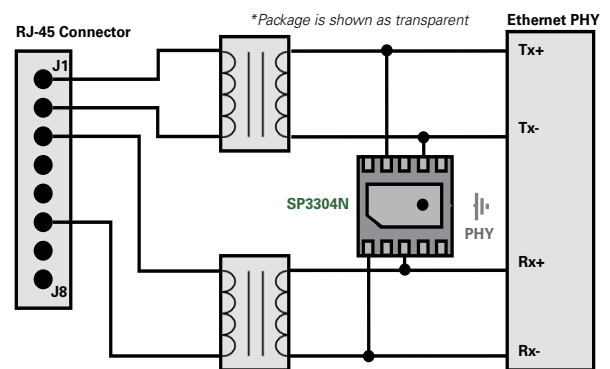 *Package is shown as transparent
Ethernet PHY
RJ-45 Connector
J1
Tx+
Tx-
SP3304N
PHY
Rx+
J8
Rx-